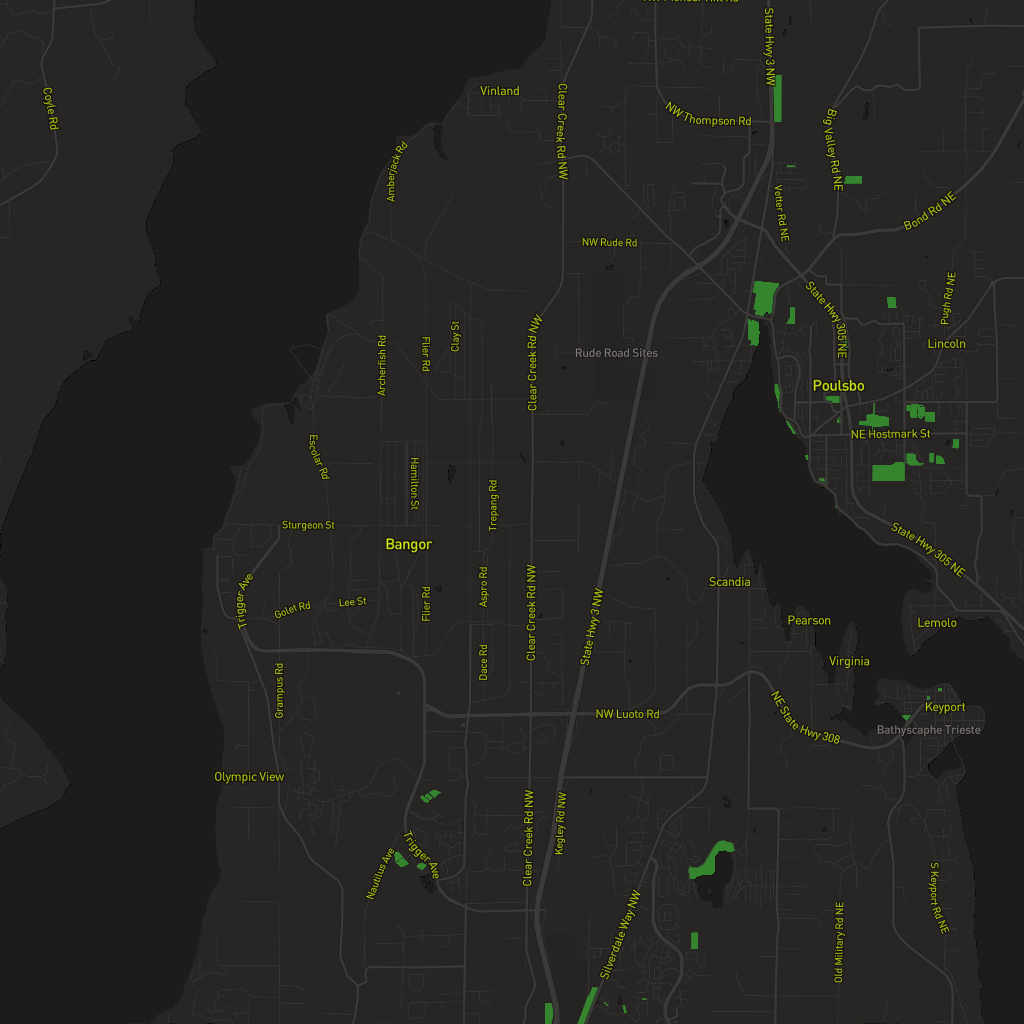 State Hwy 3 NW
Coyle Rd
Vinland
Clear Creek Rd NW
NW Thompson Rd
Big Valley Rd NE
Amberjack Rd
Vetter Rd NE
Bond Rd NE
NW Rude Rd
Pugh Rd NE
State Hwy 305 NE
Clay St
Flier Rd
Archerfish Rd
Clear Creek Rd NW
Rude Road Sites
Lincoln
Poulsbo
NE Hostmark St
Escolar Rd
Hamilton St
Trepang Rd
Sturgeon St
Bangor
State Hwy 305 NE
Trigger Ave
Golet Rd
Lee St
Flier Rd
Aspro Rd
Clear Creek Rd NW
State Hwy 3 NW
Scandia
Pearson
Lemolo
Dace Rd
Virginia
Grampus Rd
NW Luoto Rd
NE State Hwy 308
Keyport
Bathyscaphe Trieste
Olympic View
Clear Creek Rd NW
Kegley Rd NW
Trigger Ave
Nautilus Ave
Silverdale Way NW
Old Military Rd NE
S Keyport Rd NE